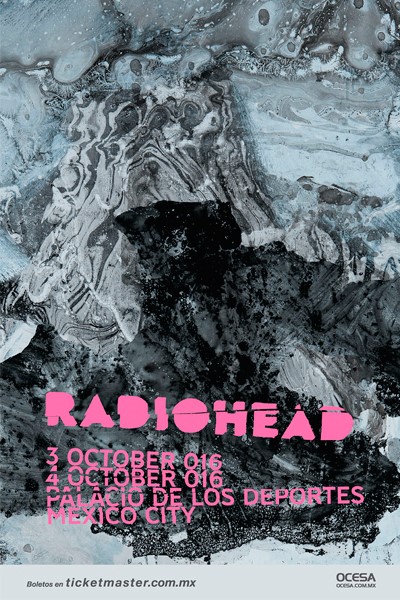 RADIOHEAD
3 OCTOBER 016
4 OCTOBER 016
PALACIO DE LOS DEPORTES
MEXICO CITY
Boletos en ticketmaster.com.mx
OCESA
OCESA.COM.MX